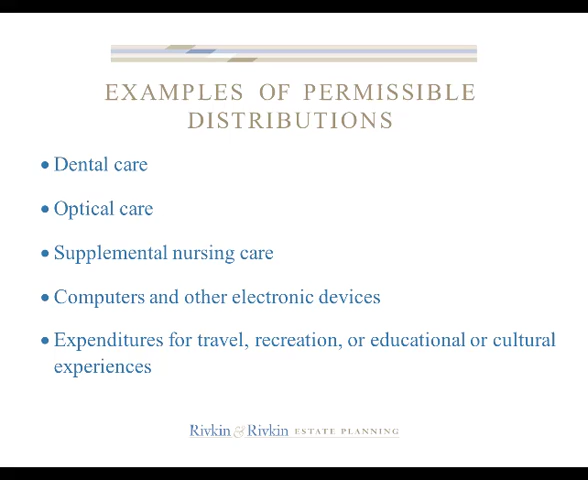 EXAMPLES OF PERMISSIBLE
DISTRIBUTIONS
• Dental care
• Optical care
• Supplemental nursing care
• Computers and other electronic devices
• Expenditures for travel, recreation, or educational or cultural
experiences
Rivkin & Rivkin ESTATE PLANNING